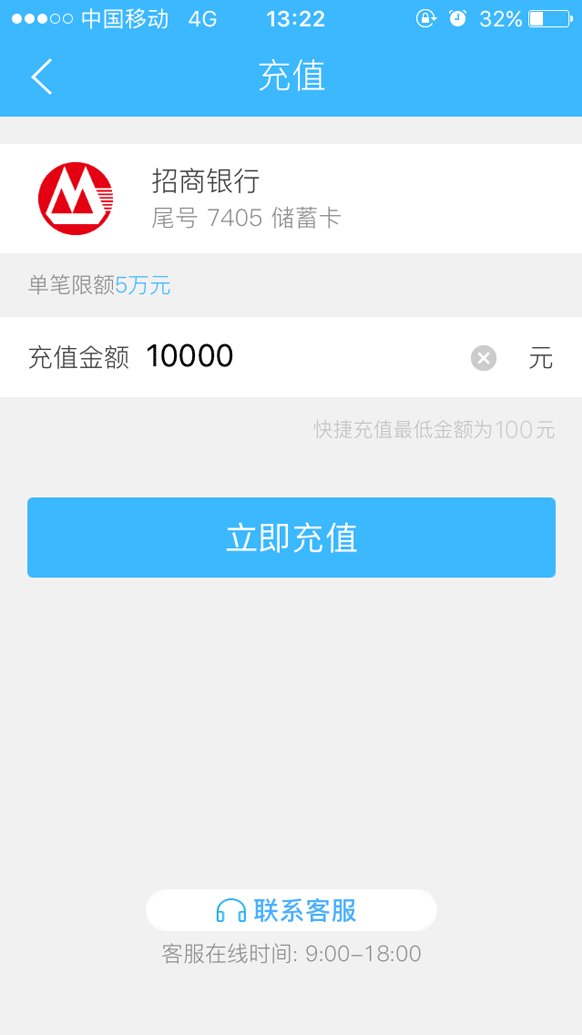 中国移动 4G 13:22 32%
充值
招商银行
尾号 7405 储蓄卡
单笔限额5万元
充值金额 10000 元
快捷充值最低金额为100元
立即充值
联系客服
客服在线时间: 9:00-18:00